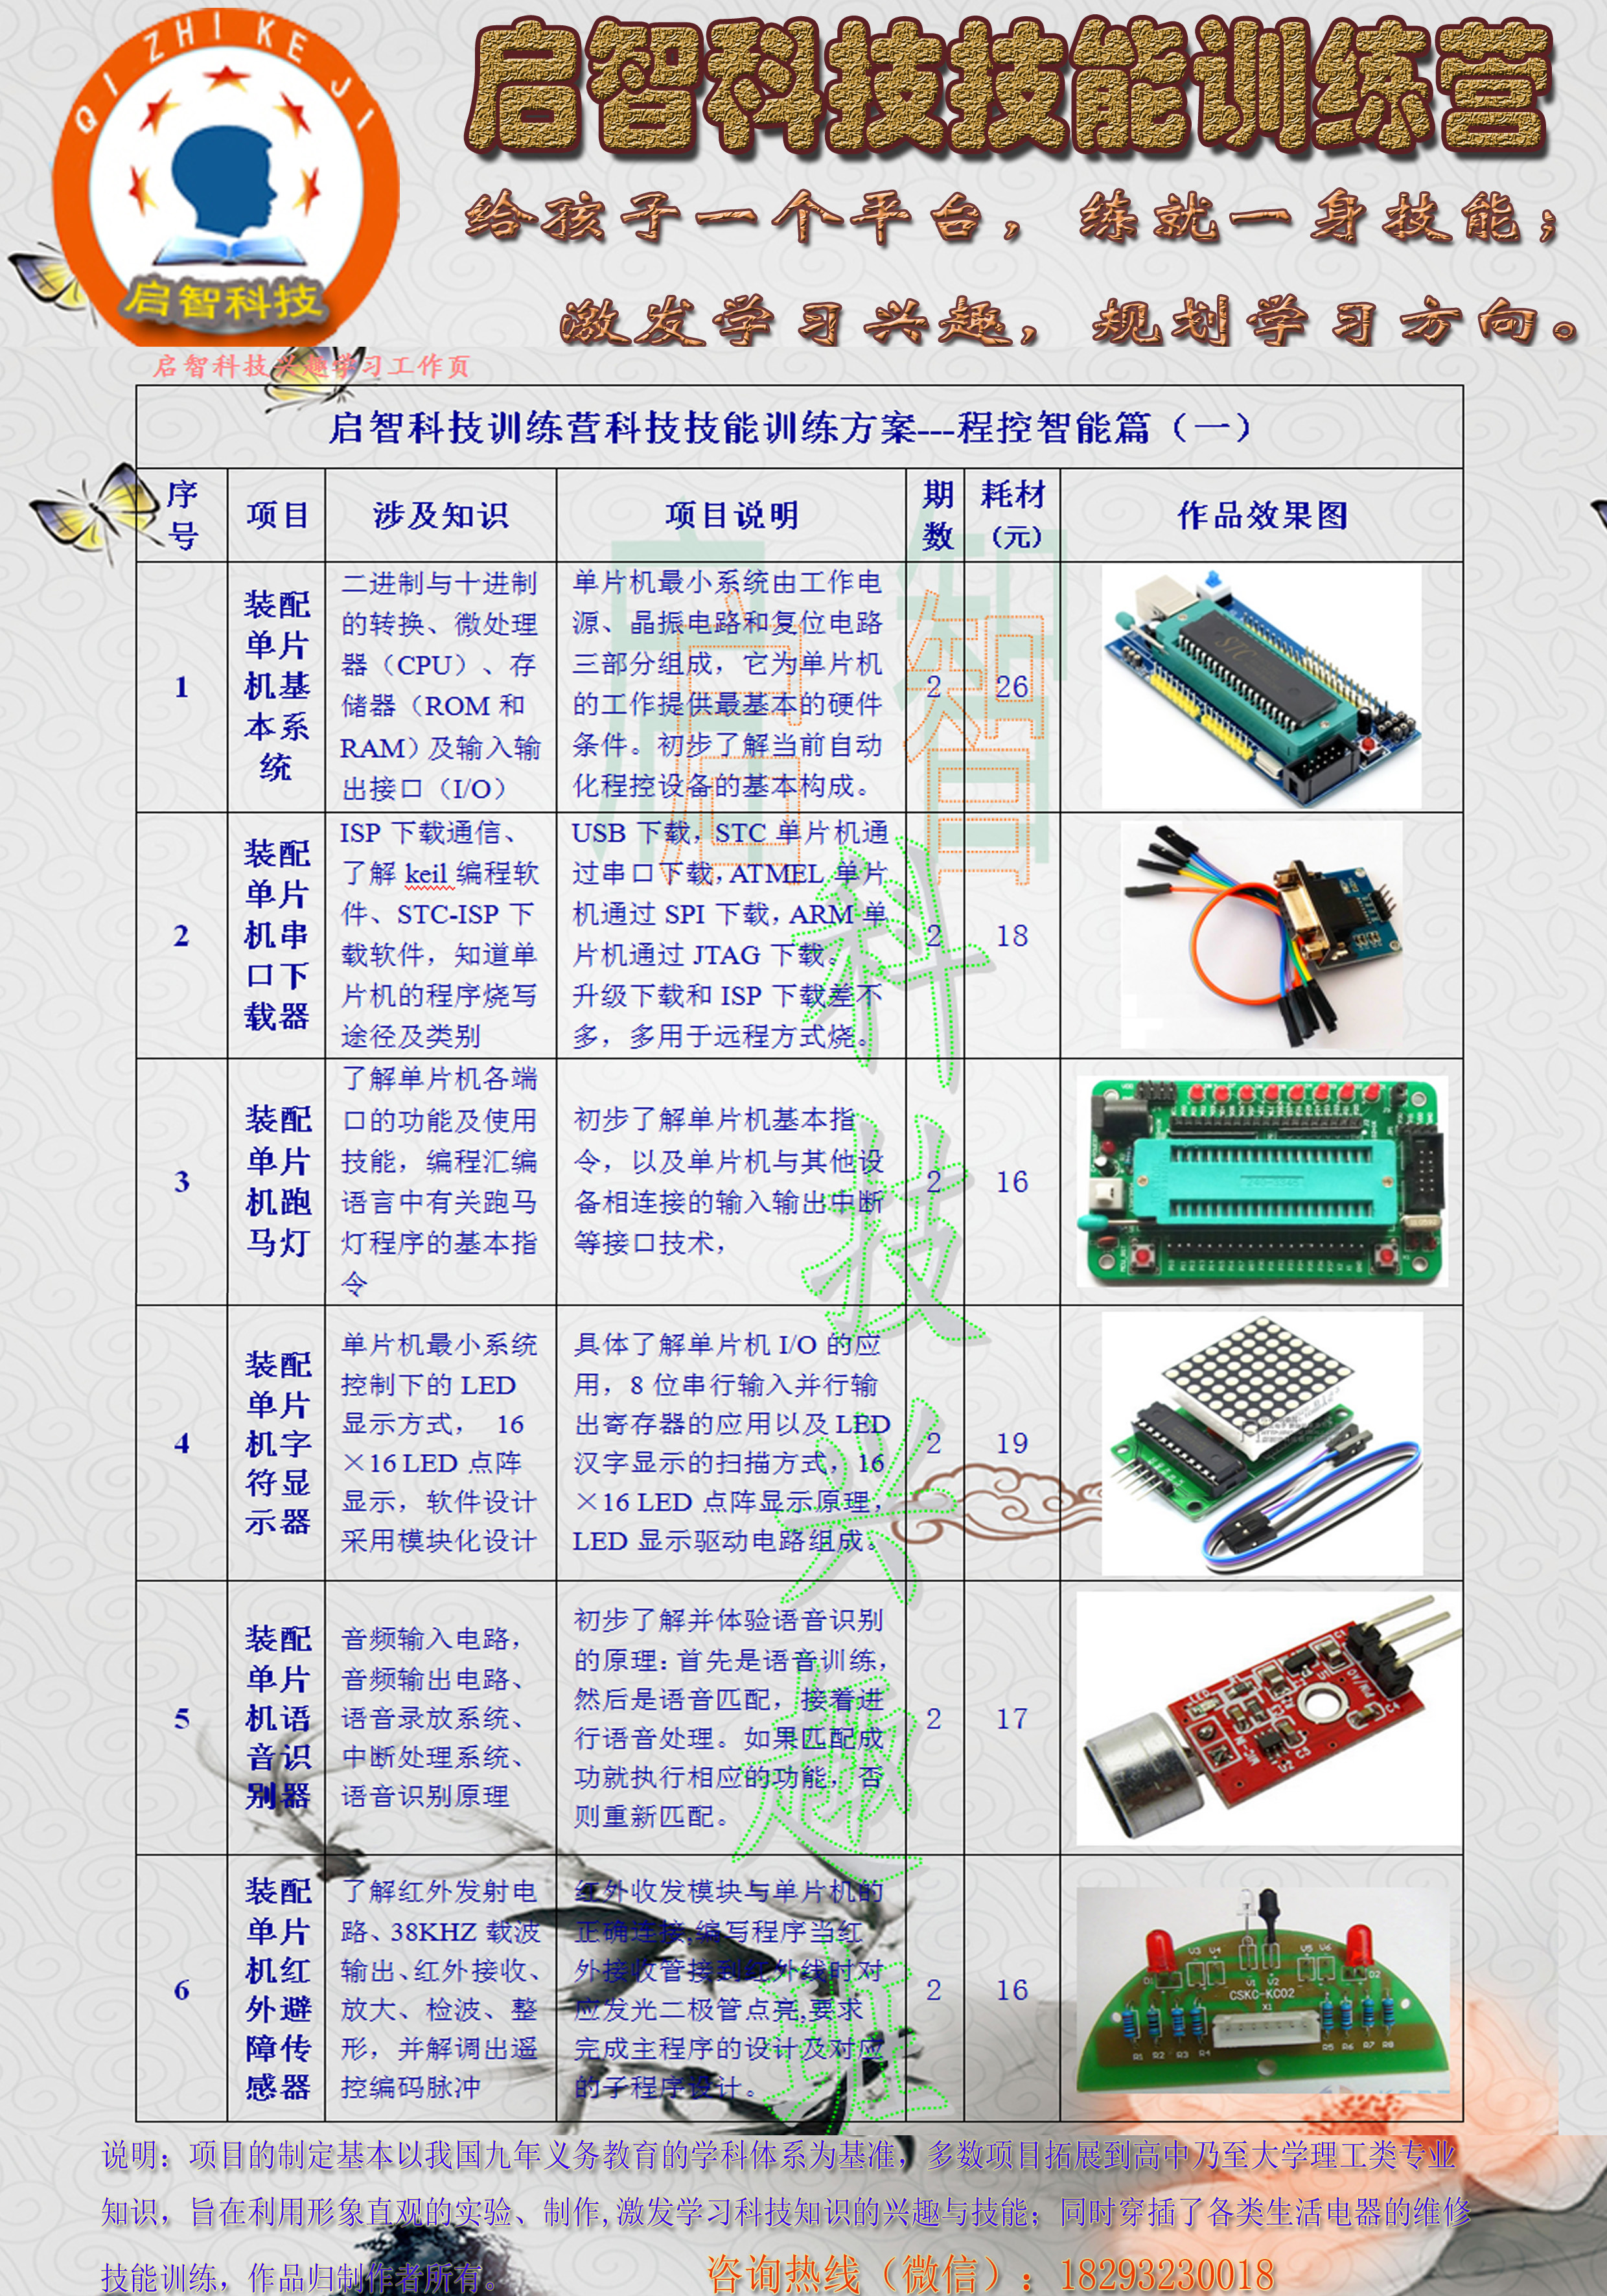 QI ZHI KE JI
启智科技
启智科技技能训练营
给孩子一个平台，练就一身技能；
激发学习兴趣，规划学习方向。
启智科技兴趣学习工作页
启智科技训练营科技技能训练方案---程控智能篇（一）
序号 项目 涉及知识 项目说明 期数 耗材（元） 作品效果图
1
装配
单片
机基
本系
统
二进制与十进制
的转换、微处理
器（CPU）、存
储器（ROM 和
RAM）及输入输
出接口（I/O）
单片机最小系统由工作电
源、晶振电路和复位电路
三部分组成，它为单片机
的工作提供最基本的硬件
条件。初步了解当前自动
化程控设备的基本构成。
2
26
2
装配
单片
机串
口下
载器
ISP 下载通信、
了解 keil 编程软
件、STC-ISP 下
载软件，知道单
片机的程序烧写
途径及类别
USB 下载，STC 单片机通
过串口下载，ATMEL 单片
机通过 SPI 下载，ARM 单
片机通过 JTAG 下载。
升级下载和 ISP 下载差不
多，多用于远程方式烧。
2
18
3
装配
单片
机跑
马灯
了解单片机各端
口的功能及使用
技能，编程汇编
语言中有关跑马
灯程序的基本指
令
初步了解单片机基本指
令，以及单片机与其他设
备相连接的输入输出中断
等接口技术，
2
16
4
装配
单片
机字
符显
示器
单片机最小系统
控制下的 LED
显示方式， 16
×16 LED 点阵
显示，软件设计
采用模块化设计
具体了解单片机 I/O 的应
用，8 位串行输入并行输
出寄存器的应用以及 LED
汉字显示的扫描方式，16
×16 LED 点阵显示原理，
LED 显示驱动电路组成。
2
19
5
装配
单片
机语
音识
别器
音频输入电路，
音频输出电路、
语音录放系统、
中断处理系统、
语音识别原理
初步了解并体验语音识别
的原理：首先是语音训练，
然后是语音匹配，接着进
行语音处理。如果匹配成
功就执行相应的功能，否
则重新匹配。
2
17
6
装配
单片
机红
外避
障传
感器
了解红外发射电
路、38KHZ 载波
输出、红外接收、
放大、检波、整
形，并解调出遥
控编码脉冲
红外收发模块与单片机的
正确连接,编写程序当红
外接收管接到红外线时对
应发光二极管点亮,要求
完成主程序的设计及对应
的子程序设计。
2
16
CSKC-KC02
启智科技兴趣班
说明：项目的制定基本以我国九年义务教育的学科体系为基准，多数项目拓展到高中乃至大学理工类专业
知识，旨在利用形象直观的实验、制作,激发学习科技知识的兴趣与技能；同时穿插了各类生活电器的维修
技能训练，作品归制作者所有。
咨询热线（微信）：18293230018